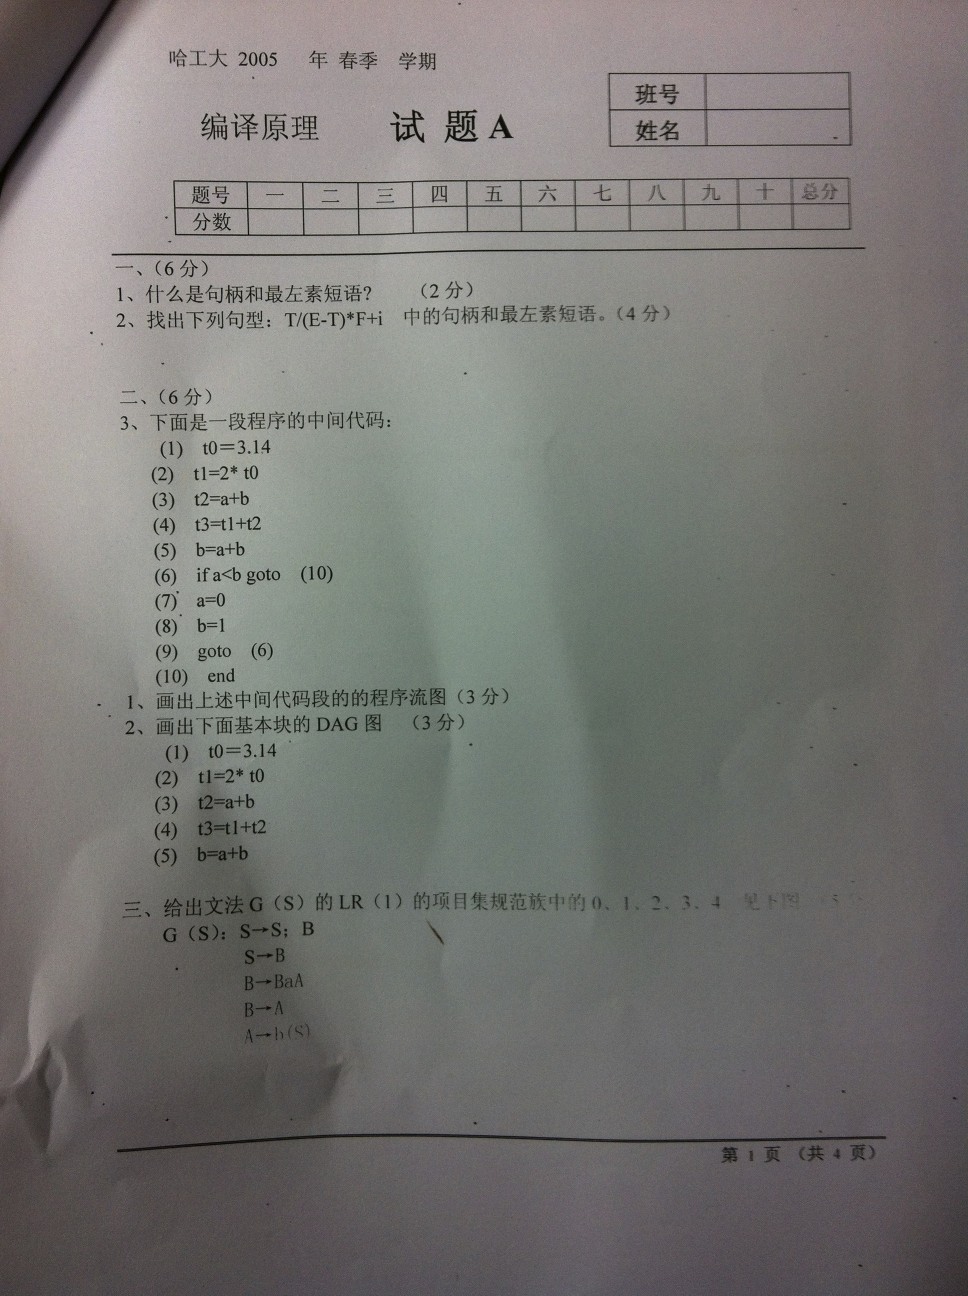 哈工大 2005 年 春季 学期
班号
编译原理 试 题 A
姓名
题号 一 二 三 四 五 六 七 八 九 十 总分
分数
一、(6 分)
1、什么是句柄和最左素短语? (2 分)
2、找出下列句型：T/(E-T)*F+i 中的句柄和最左素短语。(4 分)
二、(6 分)
3、下面是一段程序的中间代码：
(1) t0=3.14
(2) t1=2* t0
(3) t2=a+b
(4) t3=t1+t2
(5) b=a+b
(6) if a<b goto (10)
(7) a=0
(8) b=1
(9) goto (6)
(10) end
1、画出上述中间代码段的的程序流图(3 分)
2、画出下面基本块的 DAG 图 (3 分)
(1) t0=3.14
(2) t1=2* t0
(3) t2=a+b
(4) t3=t1+t2
(5) b=a+b
三、给出文法 G（S）的 LR（1）的项目集规范族中的 0、1、2、3、4 见下图
G（S）：S→S；B
S→B
B→BaA
B→A
A→b(S)
第 1 页 （共 4 页）